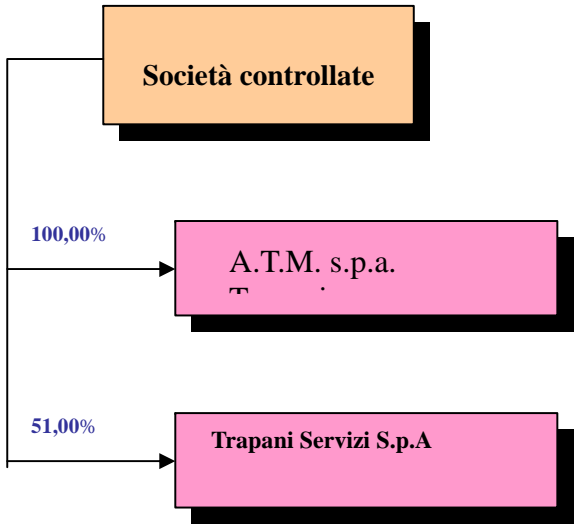 Società controllate
100,00%
A.T.M. s.p.a.
51,00%
Trapani Servizi S.p.A